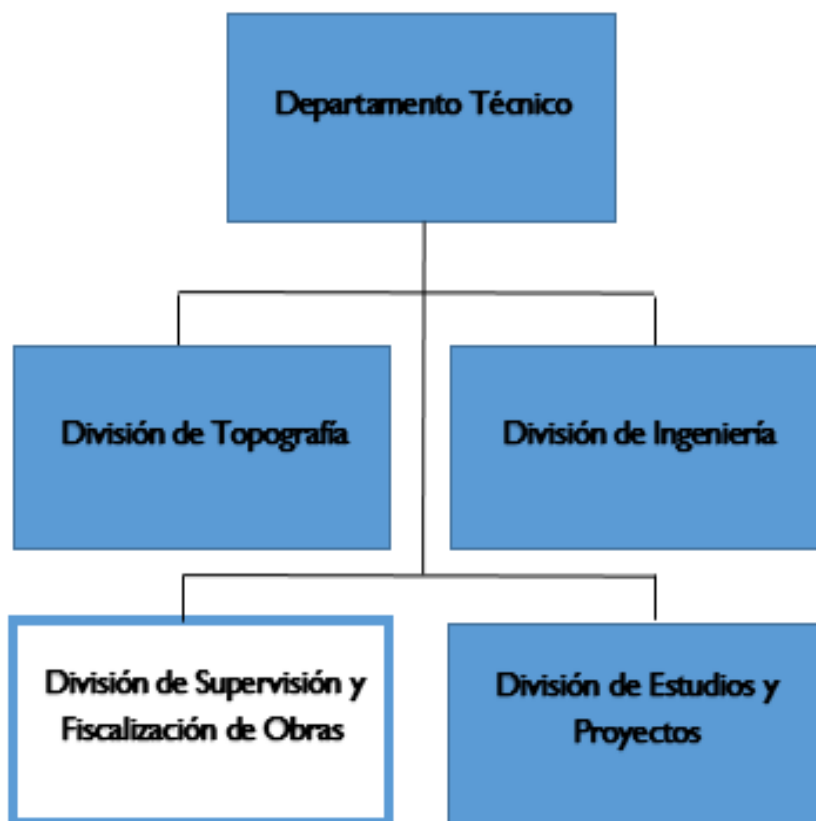 Departamento Técnico
División de Topografía
División de Ingeniería
División de Supervisión y
Fiscalización de Obras
División de Estudios y
Proyectos